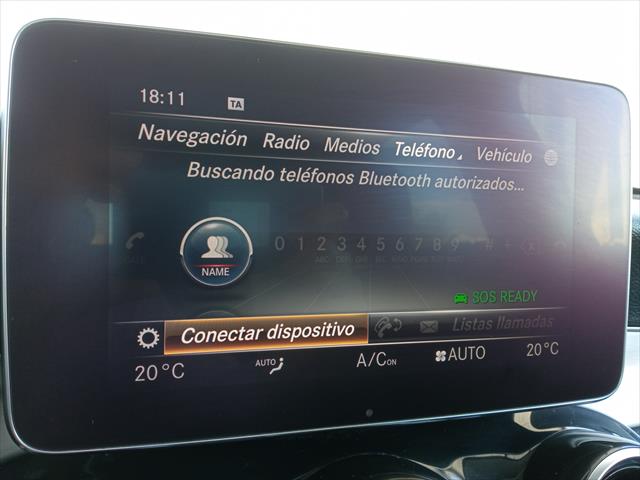 18:11 TA
Navegación Radio Medios Teléfono Vehículo
Buscando teléfonos Bluetooth autorizados...
0 1 2 3 4 5 6 7 8 9 * # +
NAME
SOS READY
Conectar dispositivo Listas llamadas
20°C AUTO A/C ON AUTO 20°C